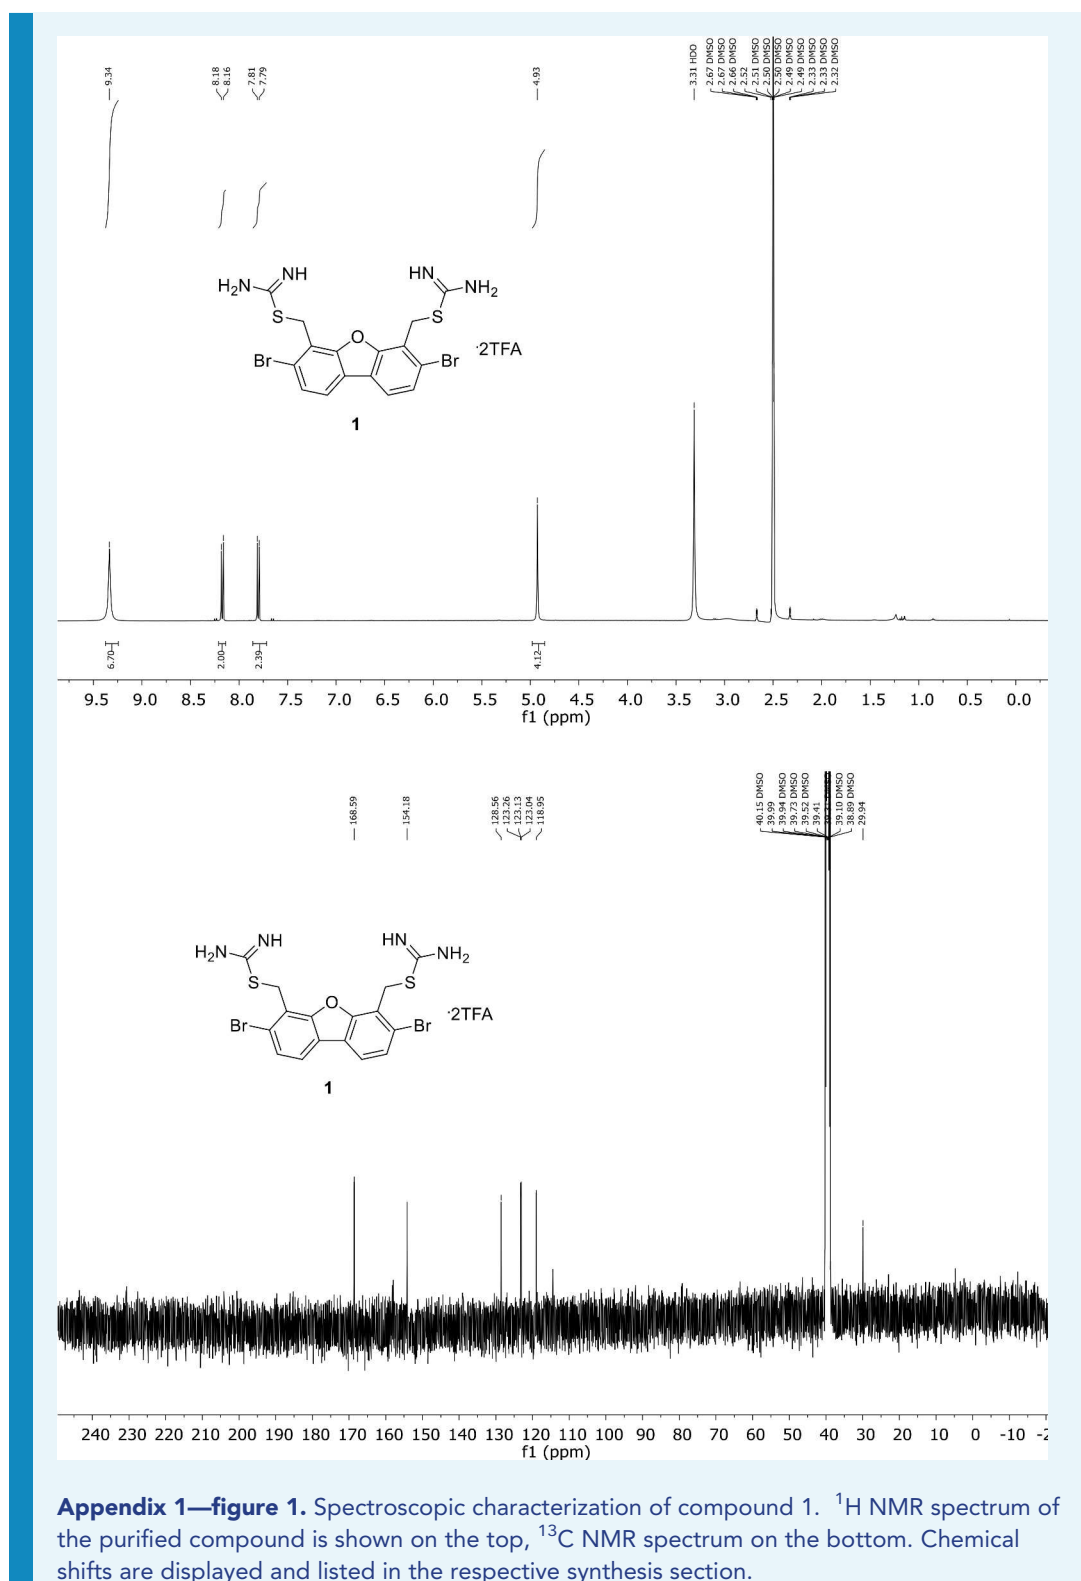 9.34
8.18
8.16
7.81
7.79
4.93
3.31 HDO
2.67 DMSO
2.67 DMSO
2.66 DMSO
2.52
2.51 DMSO
2.50 DMSO
2.50 DMSO
2.49 DMSO
2.49 DMSO
2.33 DMSO
2.33 DMSO
2.32 DMSO
H2N NH HN NH2
S S
O
Br Br ·2TFA
1
6.70 2.00 2.39 4.12
9.5 9.0 8.5 8.0 7.5 7.0 6.5 6.0 5.5 5.0 4.5 4.0 3.5 3.0 2.5 2.0 1.5 1.0 0.5 0.0
f1 (ppm)
168.59
154.18
128.56
123.26
123.13
123.04
118.95
40.15 DMSO
39.99
39.94 DMSO
39.73 DMSO
39.52 DMSO
39.41
39.10 DMSO
38.89 DMSO
29.94
H2N NH HN NH2
S S
O
Br Br ·2TFA
1
240 230 220 210 200 190 180 170 160 150 140 130 120 110 100 90 80 70 60 50 40 30 20 10 0 -10
f1 (ppm)
Appendix 1—figure 1. Spectroscopic characterization of compound 1. 1H NMR spectrum of
the purified compound is shown on the top, 13C NMR spectrum on the bottom. Chemical
shifts are displayed and listed in the respective synthesis section.